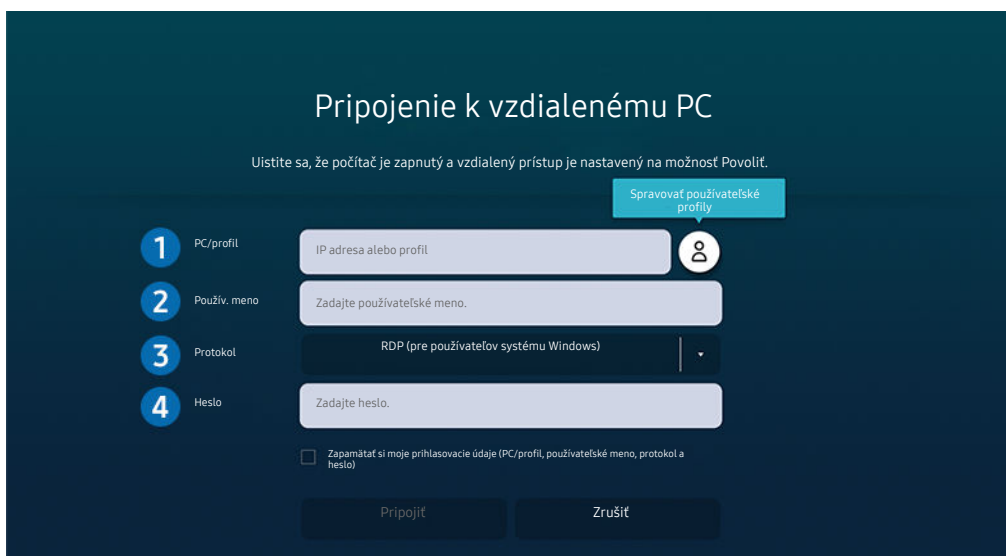 Pripojenie k vzdialenému PC
Uistite sa, že počítač je zapnutý a vzdialený prístup je nastavený na možnosť Povoliť.
Spravovať používateľské
profily
1 PC/profil IP adresa alebo profil
2 Použív. meno Zadajte používateľské meno.
3 Protokol RDP (pre používateľov systému Windows)
4 Heslo Zadajte heslo.
Zapamätať si moje prihlasovacie údaje (PC/profil, používateľské meno, protokol a
heslo)
Pripojiť Zrušiť